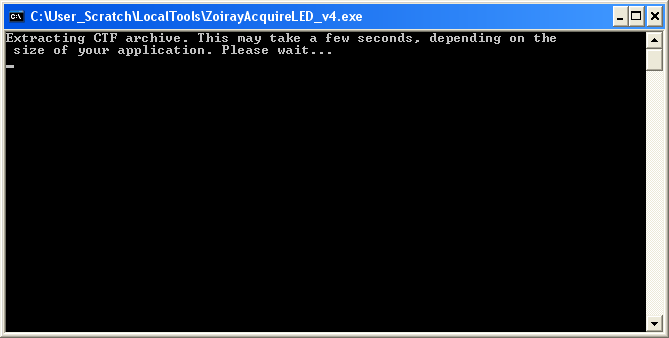 C:\User_Scratch\LocalTools\ZoirayAcquireLED_v4.exe
Extracting CTF archive. This may take a few seconds, depending on the
size of your application. Please wait...